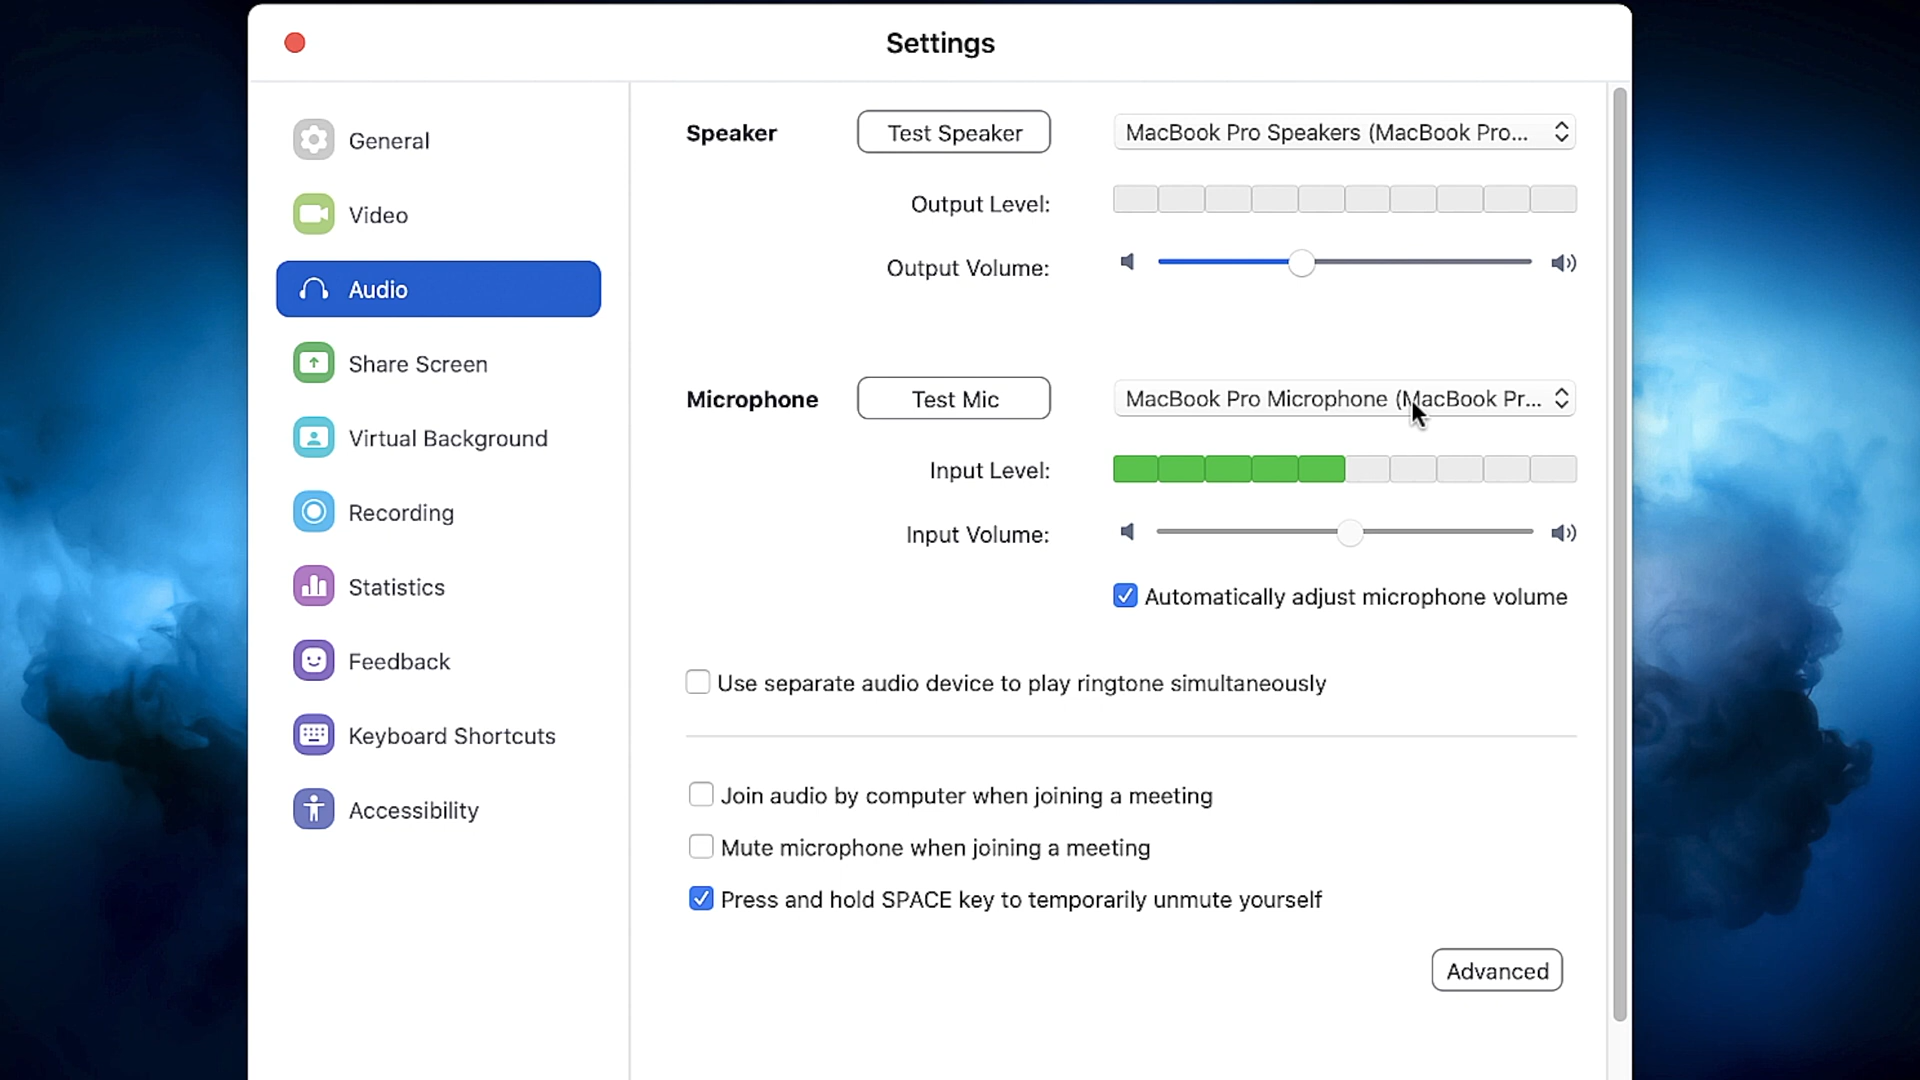 Settings
General
Video
Audio
Share Screen
Virtual Background
Recording
Statistics
Feedback
Keyboard Shortcuts
Accessibility
Speaker
Test Speaker
MacBook Pro Speakers (MacBook Pro...
Output Level:
Output Volume:
Microphone
Test Mic
MacBook Pro Microphone (MacBook Pr...
Input Level:
Input Volume:
Automatically adjust microphone volume
Use separate audio device to play ringtone simultaneously
Join audio by computer when joining a meeting
Mute microphone when joining a meeting
Press and hold SPACE key to temporarily unmute yourself
Advanced